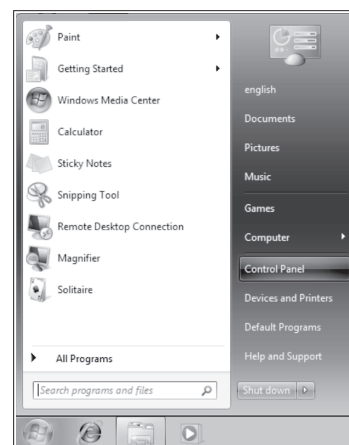 Paint
Getting Started
Windows Media Center
Calculator
Sticky Notes
Snipping Tool
Remote Desktop Connection
Magnifier
Solitaire
All Programs
Search programs and files
english
Documents
Pictures
Music
Games
Computer
Control Panel
Devices and Printers
Default Programs
Help and Support
Shut down